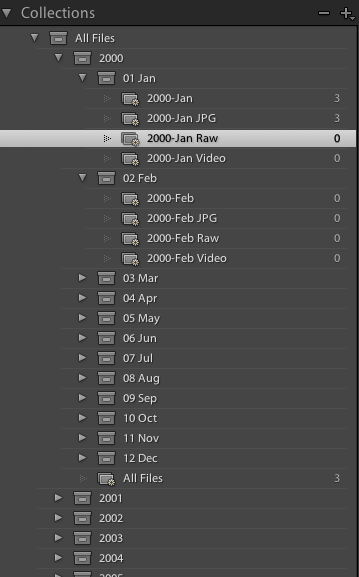 Collections
All Files
2000
01 Jan
2000-Jan 3
2000-Jan JPG 3
2000-Jan Raw 0
2000-Jan Video 0
02 Feb
2000-Feb 0
2000-Feb JPG 0
2000-Feb Raw 0
2000-Feb Video 0
03 Mar
04 Apr
05 May
06 Jun
07 Jul
08 Aug
09 Sep
10 Oct
11 Nov
12 Dec
All Files 3
2001
2002
2003
2004